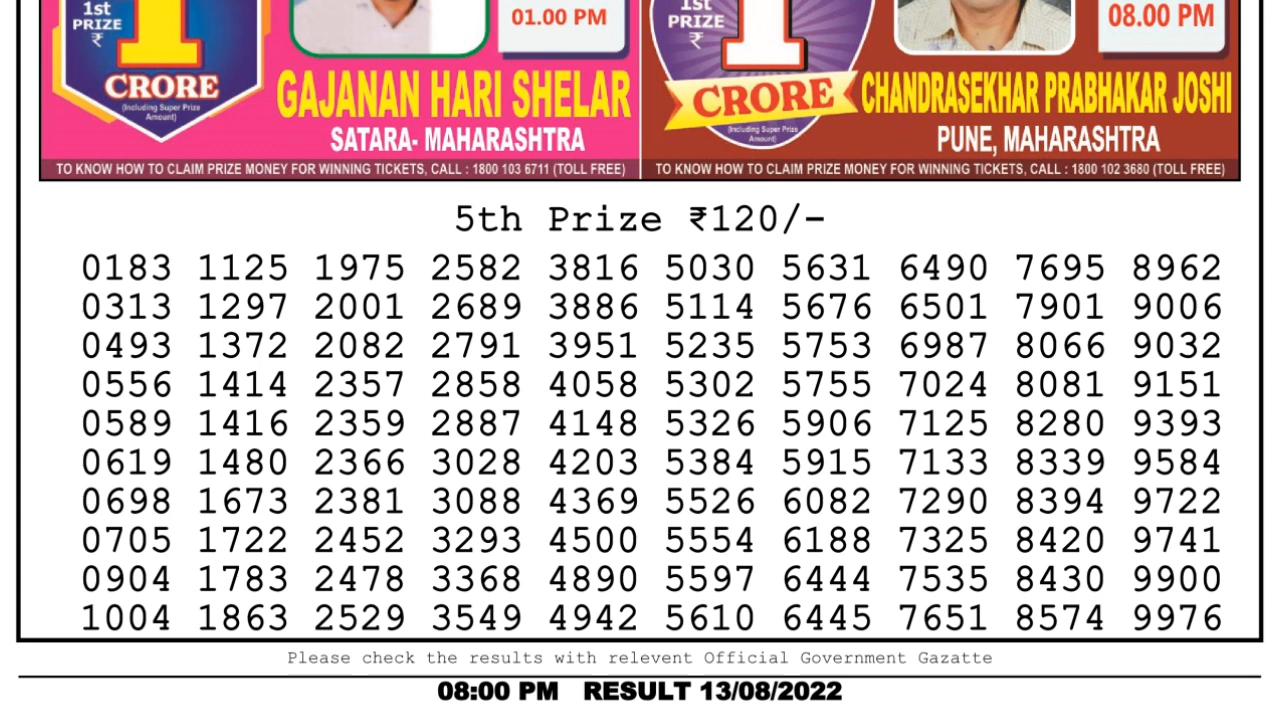 1st
PRIZE
₹
1
CRORE
(Including Super Prize
Amount)
01.00 PM
GAJANAN HARI SHELAR
SATARA- MAHARASHTRA
TO KNOW HOW TO CLAIM PRIZE MONEY FOR WINNING TICKETS, CALL : 1800 103 6711 (TOLL FREE)
1st
PRIZE
₹
1
CRORE
(Including Super Prize
Amount)
08.00 PM
CHANDRASEKHAR PRABHAKAR JOSHI
PUNE, MAHARASHTRA
TO KNOW HOW TO CLAIM PRIZE MONEY FOR WINNING TICKETS, CALL : 1800 102 3680 (TOLL FREE)
5th Prize ₹120/-
0183 1125 1975 2582 3816 5030 5631 6490 7695 8962
0313 1297 2001 2689 3886 5114 5676 6501 7901 9006
0493 1372 2082 2791 3951 5235 5753 6987 8066 9032
0556 1414 2357 2858 4058 5302 5755 7024 8081 9151
0589 1416 2359 2887 4148 5326 5906 7125 8280 9393
0619 1480 2366 3028 4203 5384 5915 7133 8339 9584
0698 1673 2381 3088 4369 5526 6082 7290 8394 9722
0705 1722 2452 3293 4500 5554 6188 7325 8420 9741
0904 1783 2478 3368 4890 5597 6444 7535 8430 9900
1004 1863 2529 3549 4942 5610 6445 7651 8574 9976
Please check the results with relevent Official Government Gazatte
08:00 PM RESULT 13/08/2022